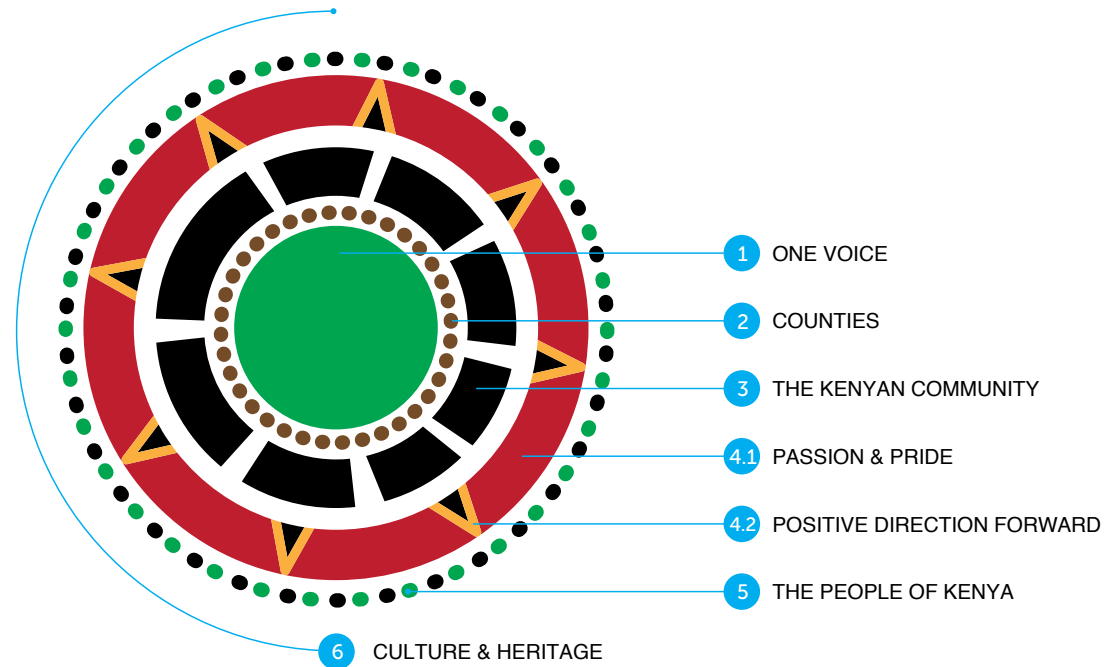 1 ONE VOICE
2 COUNTIES
3 THE KENYAN COMMUNITY
4.1 PASSION & PRIDE
4.2 POSITIVE DIRECTION FORWARD
5 THE PEOPLE OF KENYA
6 CULTURE & HERITAGE